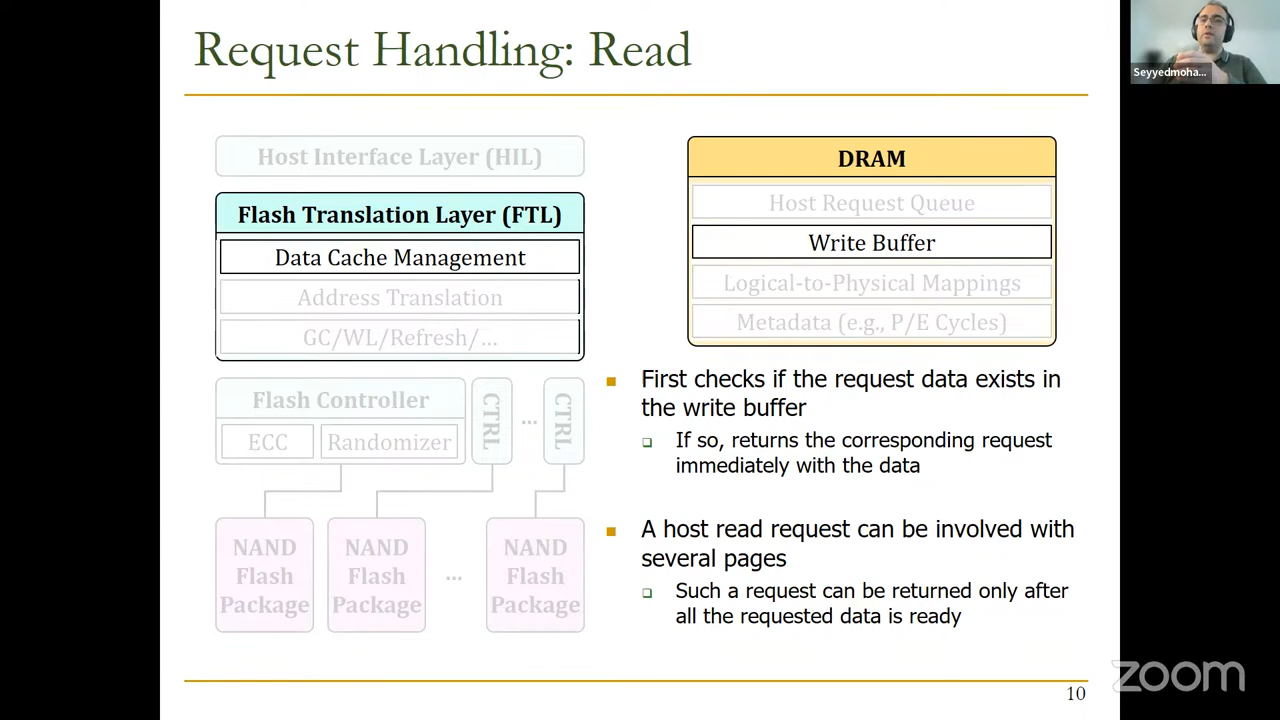 Request Handling: Read
Seyyedmoha...
Host Interface Layer (HIL)
Flash Translation Layer (FTL)
Data Cache Management
Address Translation
GC/WL/Refresh/...
Flash Controller
ECC
Randomizer
CTRL
...
CTRL
NAND
Flash
Package
NAND
Flash
Package
...
NAND
Flash
Package
DRAM
Host Request Queue
Write Buffer
Logical-to-Physical Mappings
Metadata (e.g., P/E Cycles)
First checks if the request data exists in
the write buffer
If so, returns the corresponding request
immediately with the data
A host read request can be involved with
several pages
Such a request can be returned only after
all the requested data is ready
10
zoom